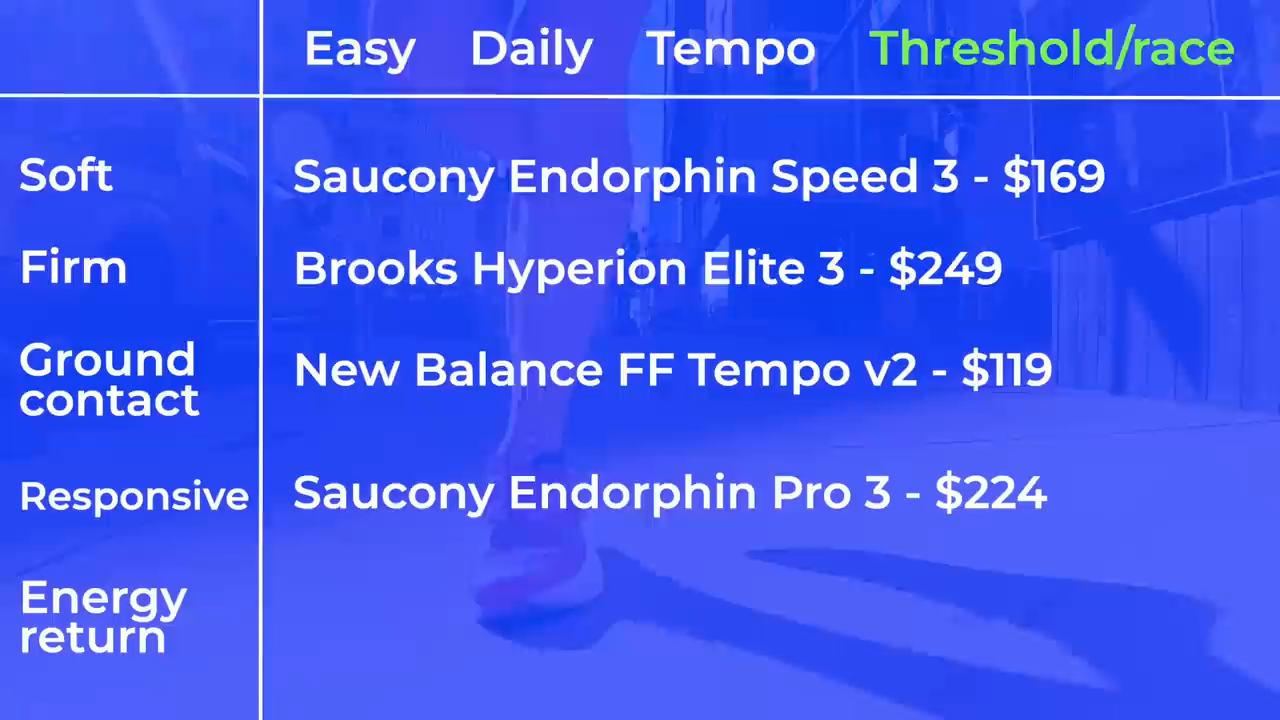 Easy Daily Tempo Threshold/race
Soft Saucony Endorphin Speed 3 - $169
Firm Brooks Hyperion Elite 3 - $249
Ground
contact
New Balance FF Tempo v2 - $119
Responsive Saucony Endorphin Pro 3 - $224
Energy
return